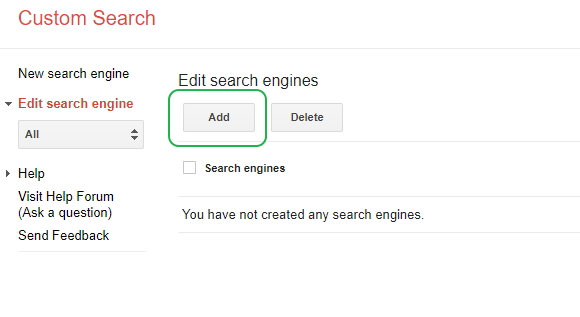 Custom Search
New search engine
Edit search engine
All
Help
Visit Help Forum
(Ask a question)
Send Feedback
Edit search engines
Add
Delete
Search engines
You have not created any search engines.